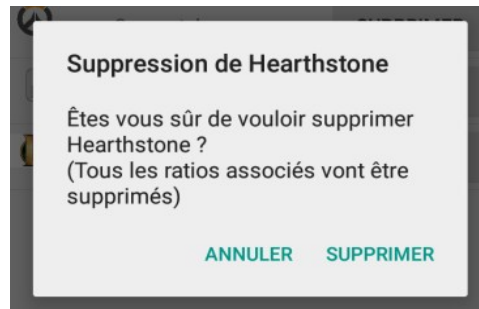 Suppression de Hearthstone
Êtes vous sûr de vouloir supprimer
Hearthstone ?
(Tous les ratios associés vont être
supprimés)
ANNULER SUPPRIMER